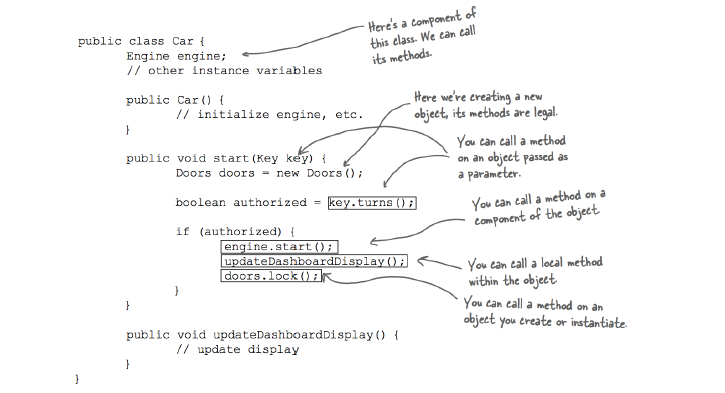 Here's a component of
this class. We can call
its methods.
public class Car {
Engine engine;
// other instance variables
public Car() {
// initialize engine, etc.
}
Here we're creating a new
object, its methods are legal.
public void start(Key key) {
Doors doors = new Doors();
You can call a method
on an object passed as
a parameter.
boolean authorized = key.turns();
You can call a method on a
component of the object
if (authorized) {
engine.start();
updateDashboardDisplay();
doors.lock();
}
}
You can call a local method
within the object
You can call a method on an
object you create or instantiate.
public void updateDashboardDisplay() {
// update display
}
}